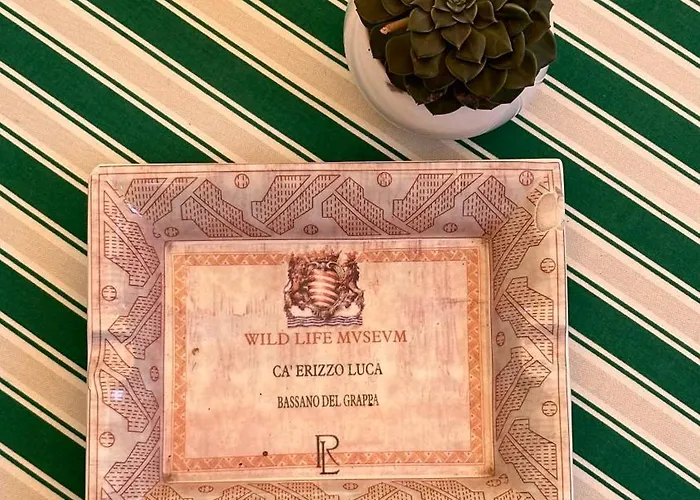 WILD LIFE MVSEVM
CA' ERIZZO LUCA
BASSANO DEL GRAPPA
RL